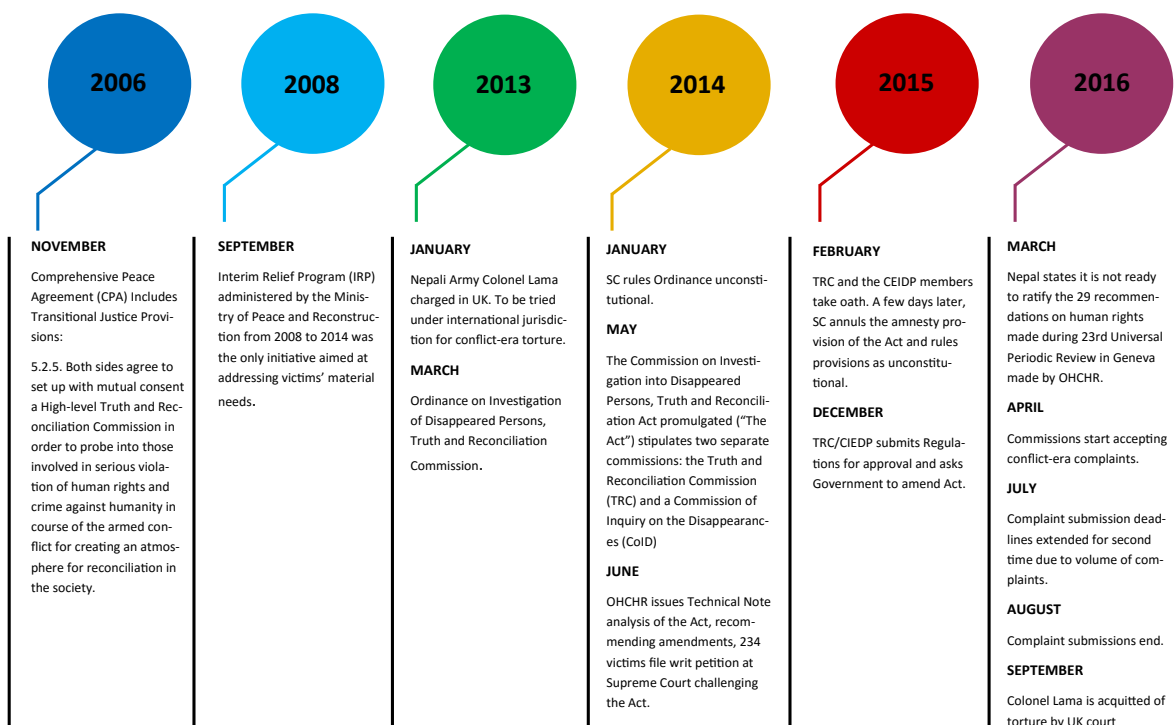 2006
2008
2013
2014
2015
2016
NOVEMBER
Comprehensive Peace
Agreement (CPA) Includes
Transitional Justice Provi-
sions:
5.2.5. Both sides agree to
set up with mutual consent
a High-level Truth and Rec-
onciliation Commission in
order to probe into those
involved in serious viola-
tion of human rights and
crime against humanity in
course of the armed con-
flict for creating an atmos-
phere for reconciliation in
the society.
SEPTEMBER
Interim Relief Program (IRP)
administered by the Minis-
try of Peace and Reconstruc-
tion from 2008 to 2014 was
the only initiative aimed at
addressing victims’ material
needs.
JANUARY
Nepali Army Colonel Lama
charged in UK. To be tried
under international jurisdic-
tion for conflict-era torture.
MARCH
Ordinance on Investigation
of Disappeared Persons,
Truth and Reconciliation
Commission.
JANUARY
SC rules Ordinance unconsti-
tutional.
MAY
The Commission on Investi-
gation into Disappeared
Persons, Truth and Reconcili-
ation Act promulgated (“The
Act”) stipulates two separate
commissions: the Truth and
Reconciliation Commission
(TRC) and a Commission of
Inquiry on the Disappearanc-
es (CoID)
JUNE
OHCHR issues Technical Note
analysis of the Act, recom-
mending amendments, 234
victims file writ petition at
Supreme Court challenging
the Act.
FEBRUARY
TRC and the CEIDP members
take oath. A few days later,
SC annuls the amnesty pro-
vision of the Act and rules
provisions as unconstitu-
tional.
DECEMBER
TRC/CIEDP submits Regula-
tions for approval and asks
Government to amend Act.
MARCH
Nepal states it is not ready
to ratify the 29 recommen-
dations on human rights
made during 23rd Universal
Periodic Review in Geneva
made by OHCHR.
APRIL
Commissions start accepting
conflict-era complaints.
JULY
Complaint submission dead-
lines extended for second
time due to volume of com-
plaints.
AUGUST
Complaint submissions end.
SEPTEMBER
Colonel Lama is acquitted of
torture by UK court